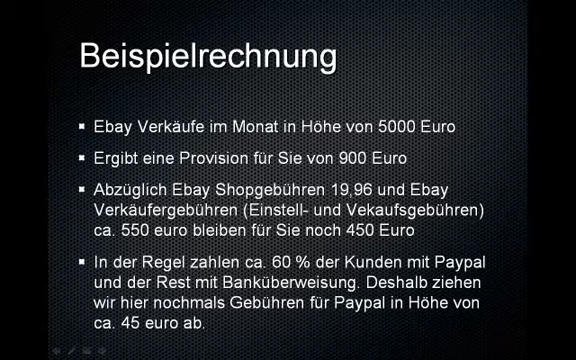 Beispielrechnung
Ebay Verkäufe im Monat in Höhe von 5000 Euro
Ergibt eine Provision für Sie von 900 Euro
Abzüglich Ebay Shopgebühren 19,96 und Ebay
Verkäufergebühren (Einstell- und Vekaufsgebühren)
ca. 550 euro bleiben für Sie noch 450 Euro
In der Regel zahlen ca. 60 % der Kunden mit Paypal
und der Rest mit Banküberweisung. Deshalb ziehen
wir hier nochmals Gebühren für Paypal in Höhe von
ca. 45 euro ab.